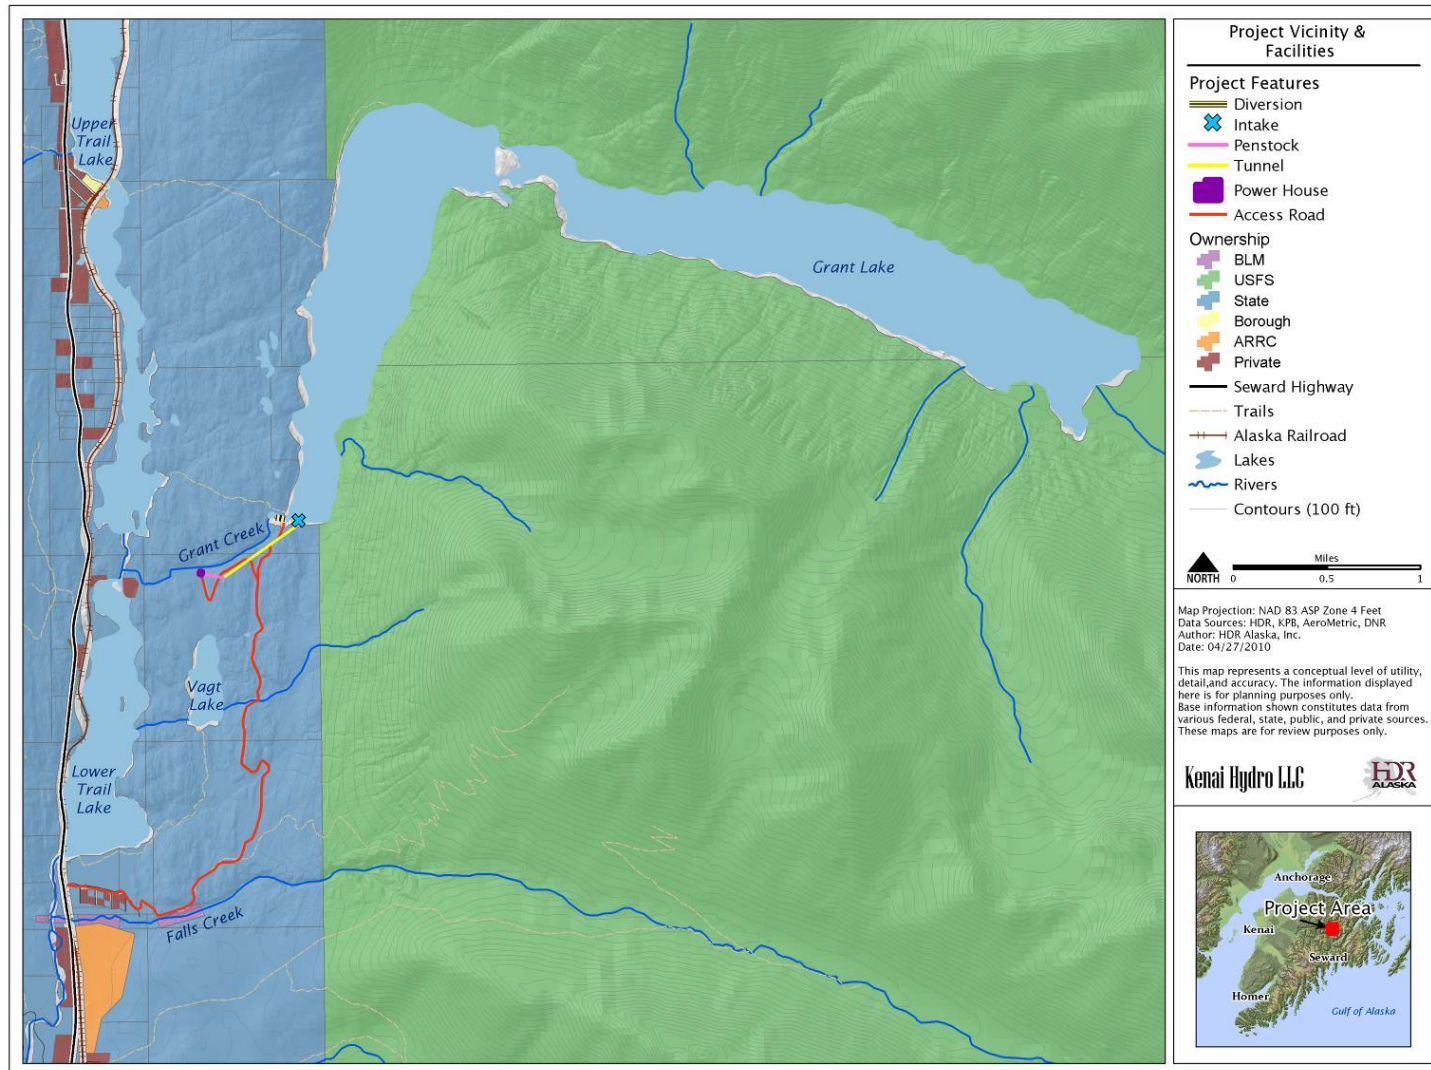 Upper
Trail
Lake
Grant Lake
Grant Creek
Vagt
Lake
Lower
Trail
Lake
Falls Creek
Project Vicinity &
Facilities
Project Features
Diversion
Intake
Penstock
Tunnel
Power House
Access Road
Ownership
BLM
USFS
State
Borough
ARRC
Private
Seward Highway
Trails
Alaska Railroad
Lakes
Rivers
Contours (100 ft)
NORTH
Miles
0 0.5 1
Map Projection: NAD 83 ASP Zone 4 Feet
Data Sources: HDR, KPB, AeroMetric, DNR
Author: HDR Alaska, Inc.
Date: 04/27/2010
This map represents a conceptual level of utility,
detail,and accuracy. The information displayed
here is for planning purposes only.
Base information shown constitutes data from
various federal, state, public, and private sources.
These maps are for review purposes only.
Kenai Hydro LLC
HDR
ALASKA
Anchorage
Project Area
Kenai
Seward
Homer
Gulf of Alaska